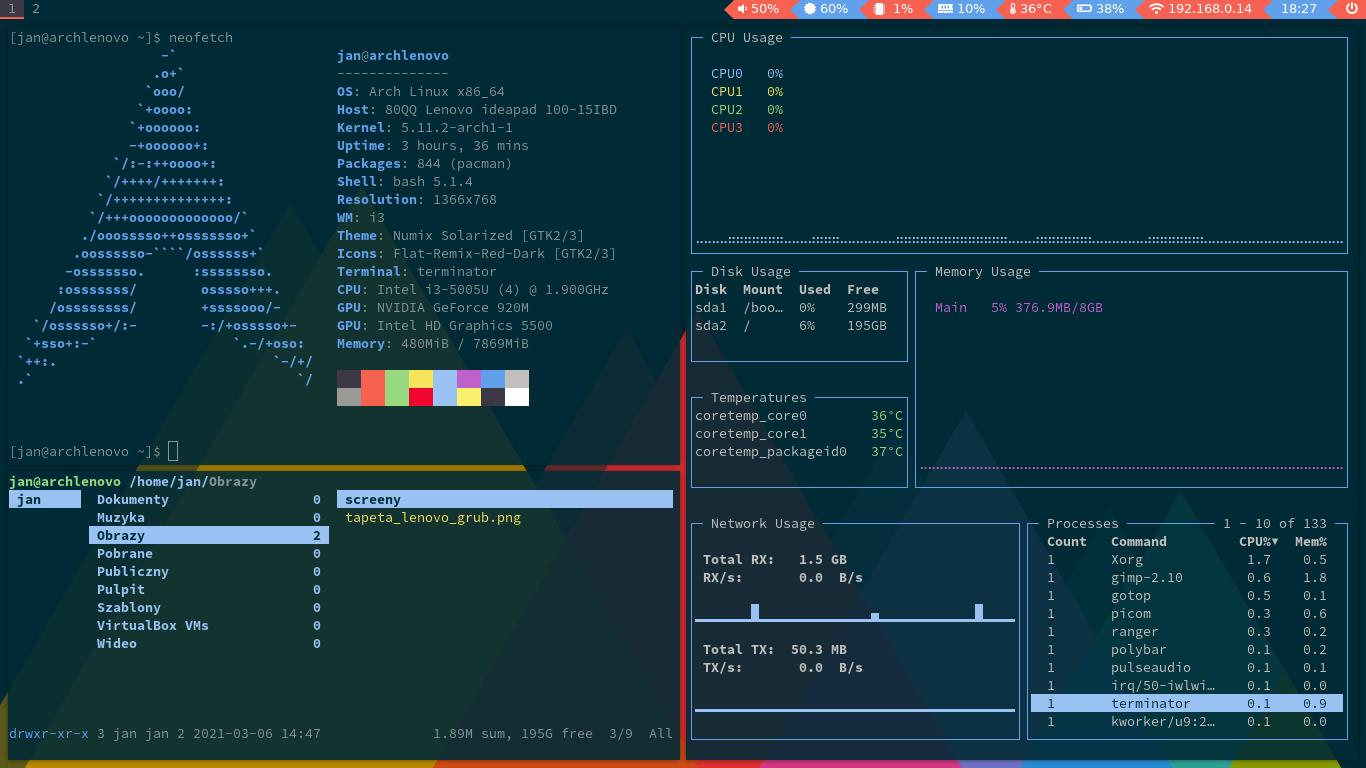 1 2 50% 60% 1% 10% 36°C 38% 192.168.0.14 18:27
[jan@archlenovo ~]$ neofetch
-`
.o+`
`ooo/
`+oooo:
`+oooooo:
-+oooooo+:
`/:-:++oooo+:
`/++++/+++++++:
`/++++++++++++++:
`/+++ooooooooooooo/`
./ooosssso++osssssso+`
.oossssso-````/ossssss+`
-osssssso.      :ssssssso.
:osssssss/        osssso+++.
/ossssssss/        +ssssooo/-
`/ossssso+/:-        -:/+osssso+-
`+sso+:-`                 `.-/+oso:
`++:.                           `-/+/
.`                                 `/
jan@archlenovo
--------------
OS: Arch Linux x86_64
Host: 80QQ Lenovo ideapad 100-15IBD
Kernel: 5.11.2-arch1-1
Uptime: 3 hours, 36 mins
Packages: 844 (pacman)
Shell: bash 5.1.4
Resolution: 1366x768
WM: i3
Theme: Numix Solarized [GTK2/3]
Icons: Flat-Remix-Red-Dark [GTK2/3]
Terminal: terminator
CPU: Intel i3-5005U (4) @ 1.900GHz
GPU: NVIDIA GeForce 920M
GPU: Intel HD Graphics 5500
Memory: 480MiB / 7869MiB
[jan@archlenovo ~]$
jan@archlenovo /home/jan/Obrazy
jan
Dokumenty 0
Muzyka 0
Obrazy 2
Pobrane 0
Publiczny 0
Pulpit 0
Szablony 0
VirtualBox VMs 0
Wideo 0
screeny
tapeta_lenovo_grub.png
drwxr-xr-x 3 jan jan 2 2021-03-06 14:47 1.89M sum, 195G free 3/9 All
CPU Usage
CPU0 0%
CPU1 0%
CPU2 0%
CPU3 0%
Disk Usage
Disk Mount Used Free
sda1 /boo… 0% 299MB
sda2 / 6% 195GB
Memory Usage
Main 5% 376.9MB/8GB
Temperatures
coretemp_core0 36°C
coretemp_core1 35°C
coretemp_packageid0 37°C
Network Usage
Total RX: 1.5 GB
RX/s: 0.0 B/s
Total TX: 50.3 MB
TX/s: 0.0 B/s
Processes 1 - 10 of 133
Count Command CPU%▼ Mem%
1 Xorg 1.7 0.5
1 gimp-2.10 0.6 1.8
1 gotop 0.5 0.1
1 picom 0.3 0.6
1 ranger 0.3 0.2
1 polybar 0.1 0.2
1 pulseaudio 0.1 0.1
1 irq/50-iwlwi… 0.1 0.0
1 terminator 0.1 0.9
1 kworker/u9:2… 0.1 0.0